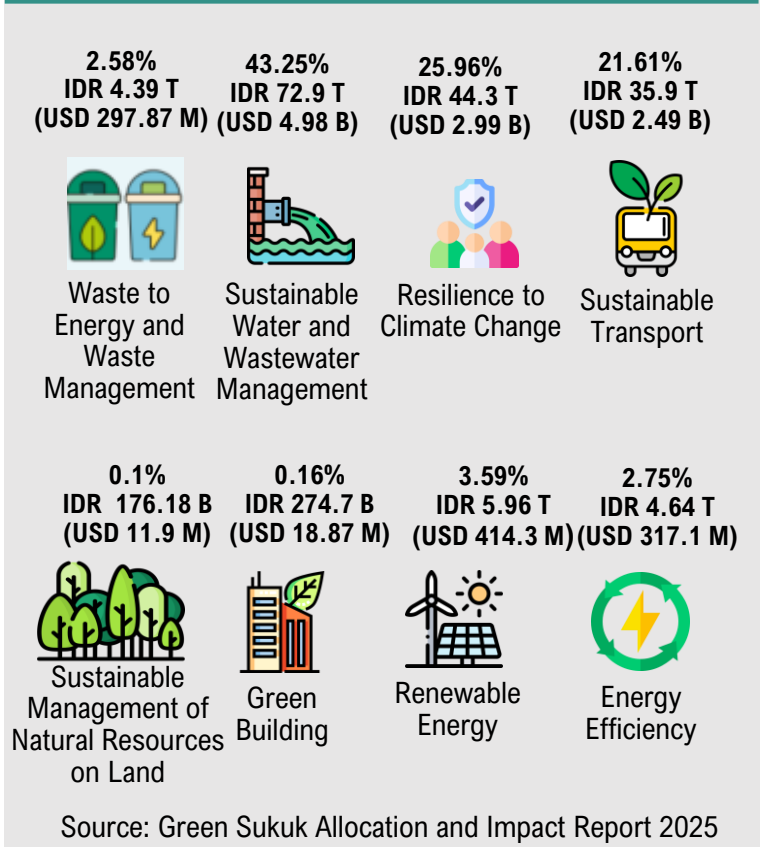 2.58%
IDR 4.39 T
(USD 297.87 M)
43.25%
IDR 72.9 T
(USD 4.98 B)
25.96%
IDR 44.3 T
(USD 2.99 B)
21.61%
IDR 35.9 T
(USD 2.49 B)
Waste to
Energy and
Waste
Management
Sustainable
Water and
Wastewater
Management
Resilience to
Climate Change
Sustainable
Transport
0.1%
IDR 176.18 B
(USD 11.9 M)
0.16%
IDR 274.7 B
(USD 18.87 M)
3.59%
IDR 5.96 T
(USD 414.3 M)
2.75%
IDR 4.64 T
(USD 317.1 M)
Sustainable
Management of
Natural Resources
on Land
Green
Building
Renewable
Energy
Energy
Efficiency
Source: Green Sukuk Allocation and Impact Report 2025